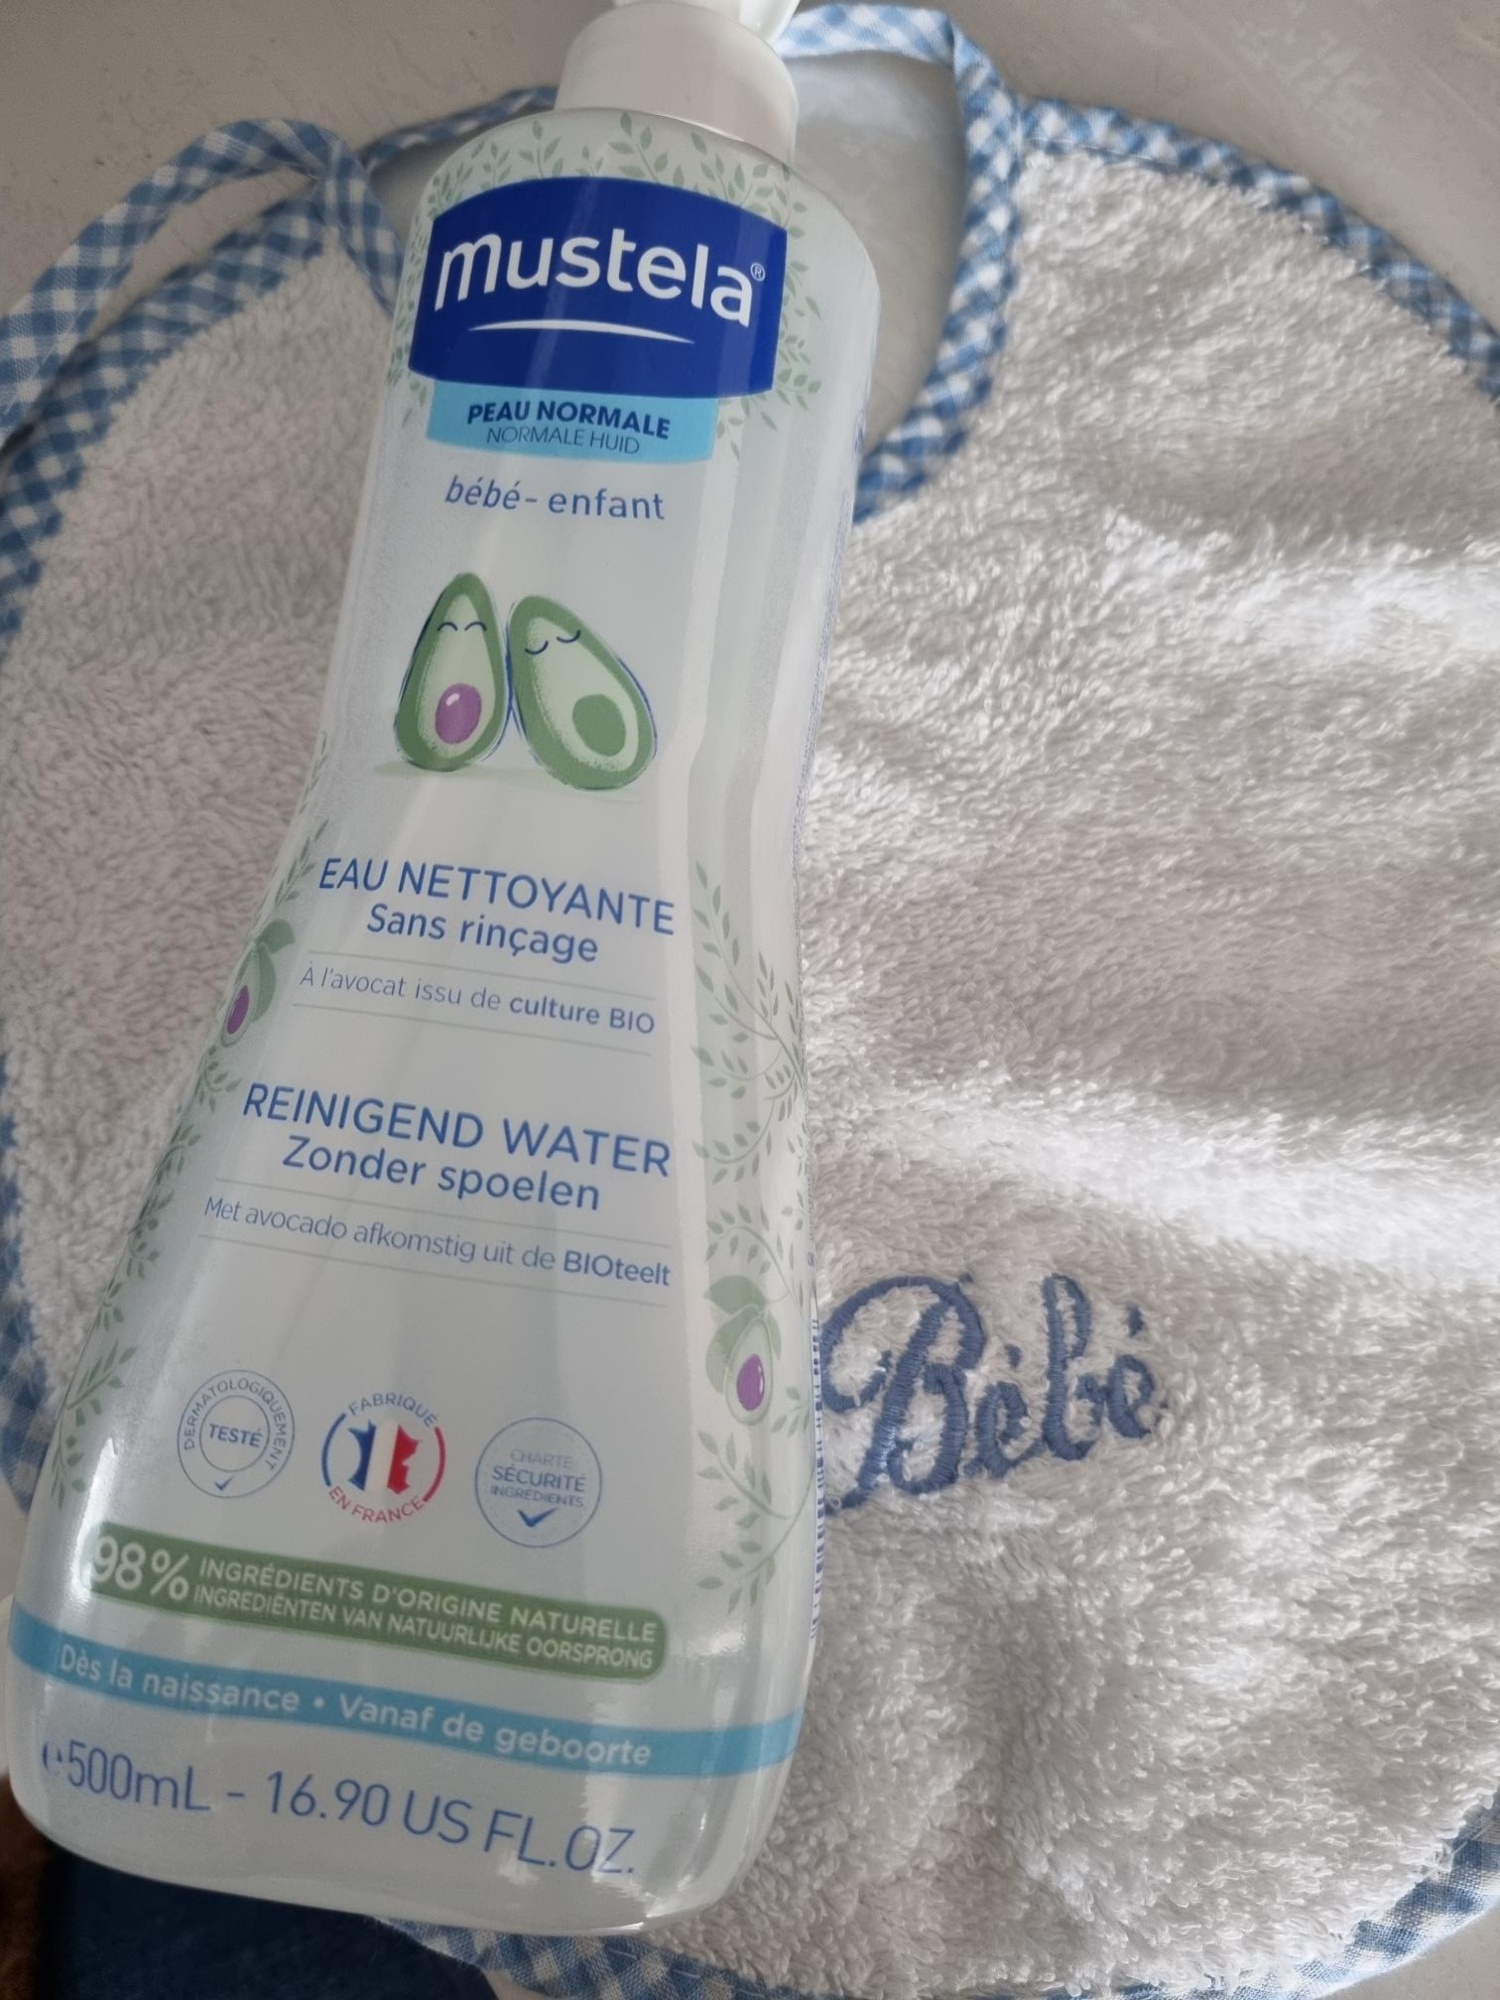 mustela®
PEAU NORMALE
NORMALE HUID
bébé-enfant
EAU NETTOYANTE
Sans rinçage
À l'avocat issu de culture BIO
REINIGEND WATER
Zonder spoelen
Met avocado afkomstig uit de BIOteelt
DERMATOLOGIQUEMENT
TESTÉ
FABRIQUÉ
EN FRANCE
CHARTE
SÉCURITÉ
INGRÉDIENTS
98% INGRÉDIENTS D'ORIGINE NATURELLE
INGREDIËNTEN VAN NATUURLIJKE OORSPRONG
Dès la naissance • Vanaf de geboorte
e500mL - 16.90 US FL.OZ.
Bébé